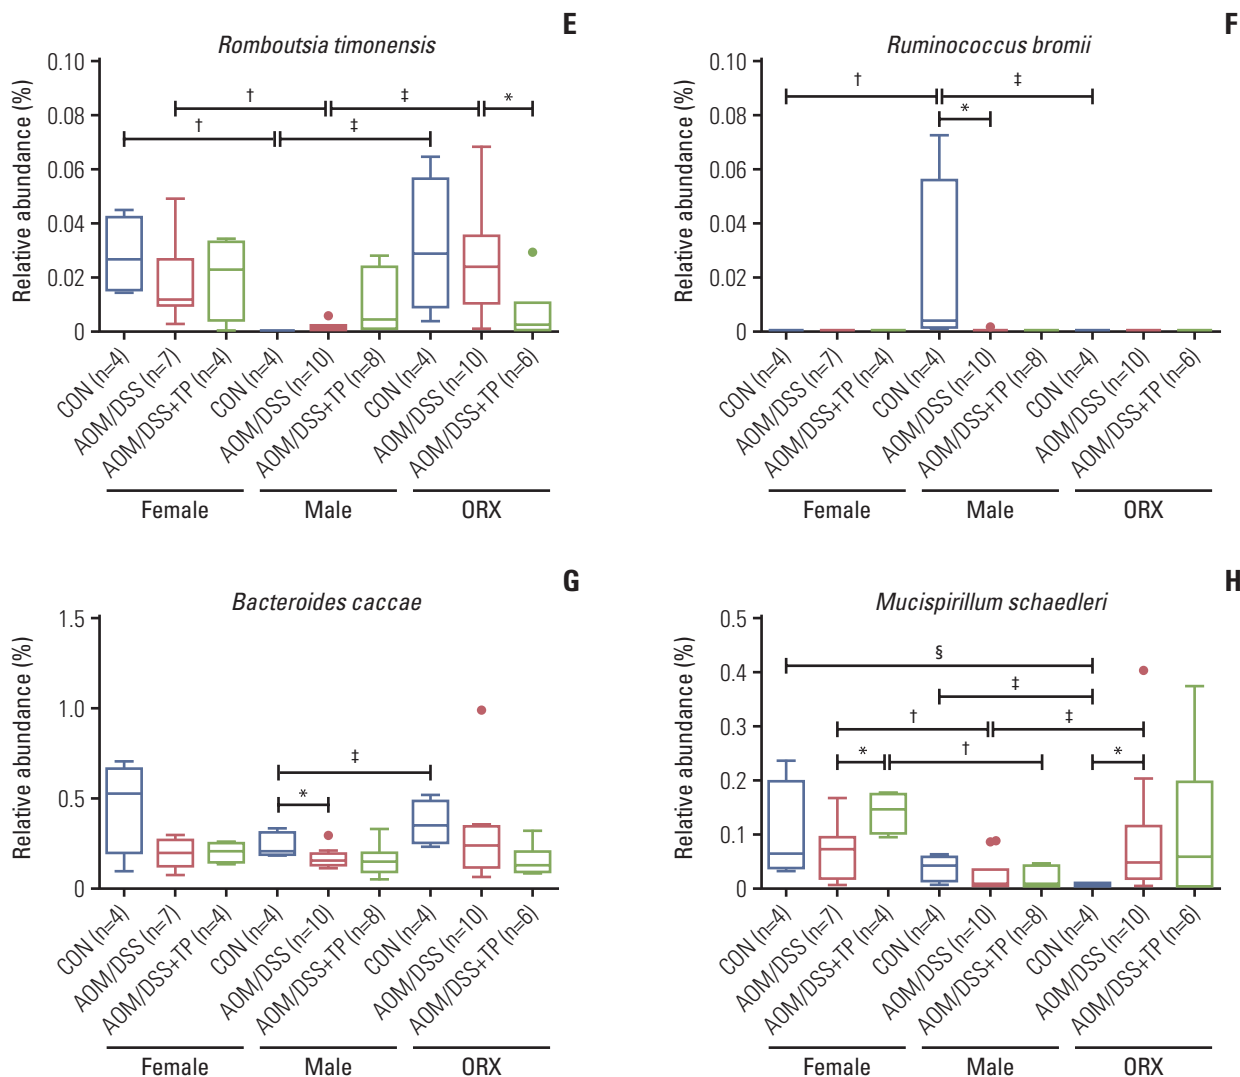 E
Romboutsia timonensis
Relative abundance (%)
0.10
0.08
0.06
0.04
0.02
0
† ‡ *
† ‡
CON (n=4)
AOM/DSS (n=7)
AOM/DSS+TP (n=4)
CON (n=4)
AOM/DSS (n=10)
AOM/DSS+TP (n=8)
CON (n=4)
AOM/DSS (n=10)
AOM/DSS+TP (n=6)
Female Male ORX
F
Ruminococcus bromii
Relative abundance (%)
0.10
0.08
0.06
0.04
0.02
0
† ‡
*
CON (n=4)
AOM/DSS (n=7)
AOM/DSS+TP (n=4)
CON (n=4)
AOM/DSS (n=10)
AOM/DSS+TP (n=8)
CON (n=4)
AOM/DSS (n=10)
AOM/DSS+TP (n=6)
Female Male ORX
G
Bacteroides caccae
Relative abundance (%)
1.5
1.0
0.5
0
‡
*
CON (n=4)
AOM/DSS (n=7)
AOM/DSS+TP (n=4)
CON (n=4)
AOM/DSS (n=10)
AOM/DSS+TP (n=8)
CON (n=4)
AOM/DSS (n=10)
AOM/DSS+TP (n=6)
Female Male ORX
H
Mucispirillum schaedleri
Relative abundance (%)
0.5
0.4
0.3
0.2
0.1
0
§
‡
† ‡
* † *
CON (n=4)
AOM/DSS (n=7)
AOM/DSS+TP (n=4)
CON (n=4)
AOM/DSS (n=10)
AOM/DSS+TP (n=8)
CON (n=4)
AOM/DSS (n=10)
AOM/DSS+TP (n=6)
Female Male ORX